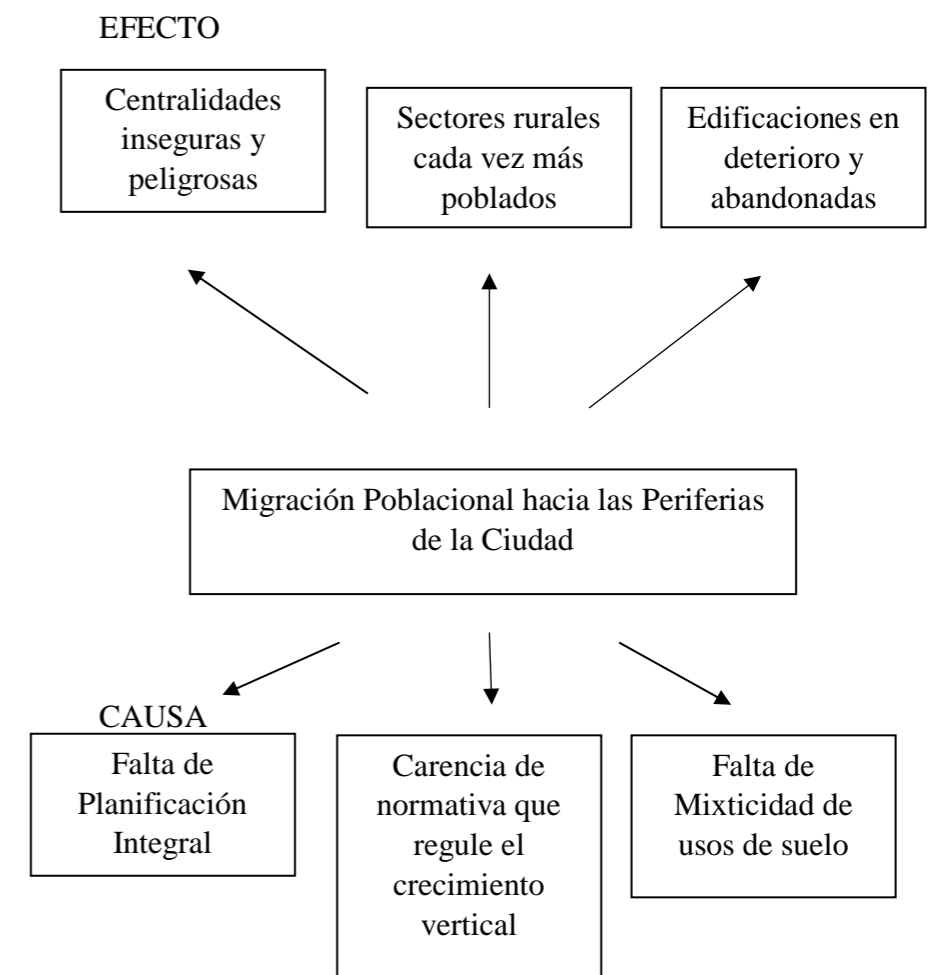 EFECTO
Centralidades
inseguras y
peligrosas
Sectores rurales
cada vez más
poblados
Edificaciones en
deterioro y
abandonadas
Migración Poblacional hacia las Periferias
de la Ciudad
CAUSA
Falta de
Planificación
Integral
Carencia de
normativa que
regule el
crecimiento
vertical
Falta de
Mixticidad de
usos de suelo